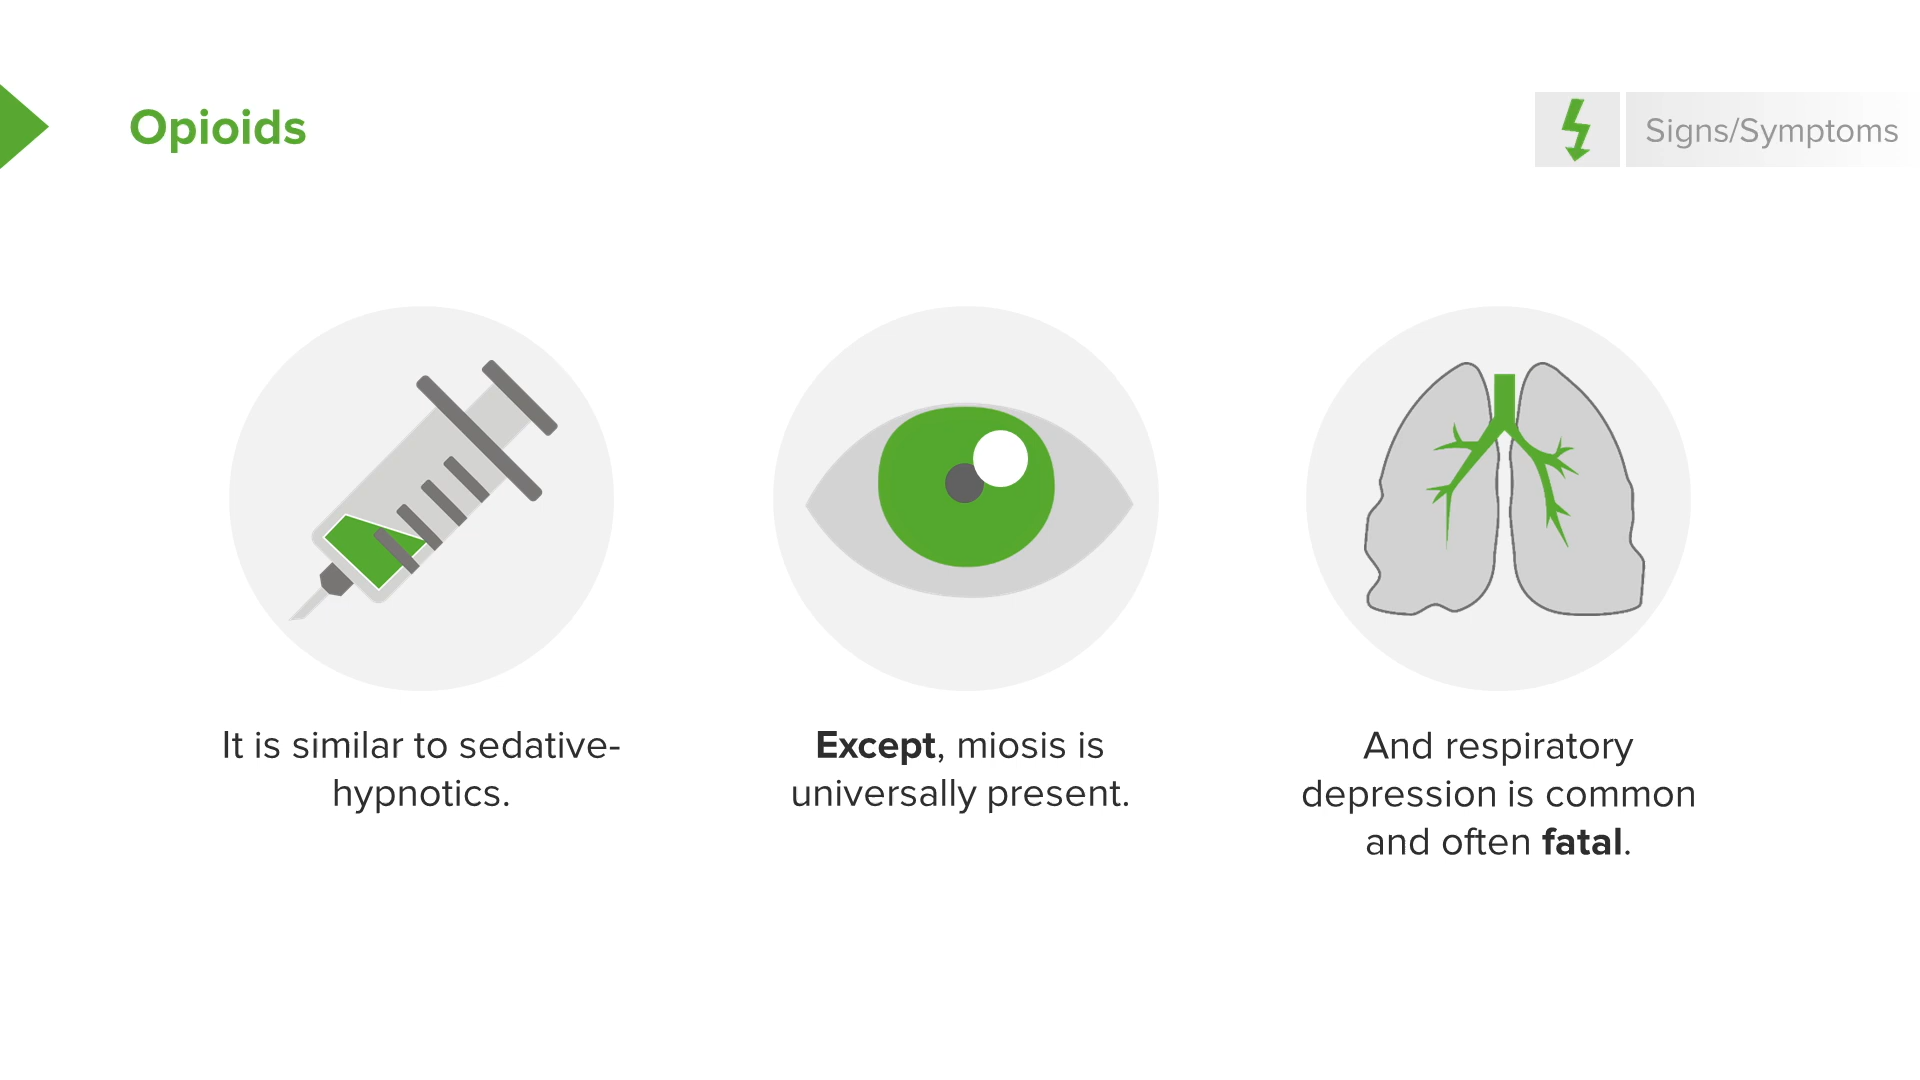 Opioids
Signs/Symptoms
It is similar to sedative-
hypnotics.
Except, miosis is
universally present.
And respiratory
depression is common
and often fatal.